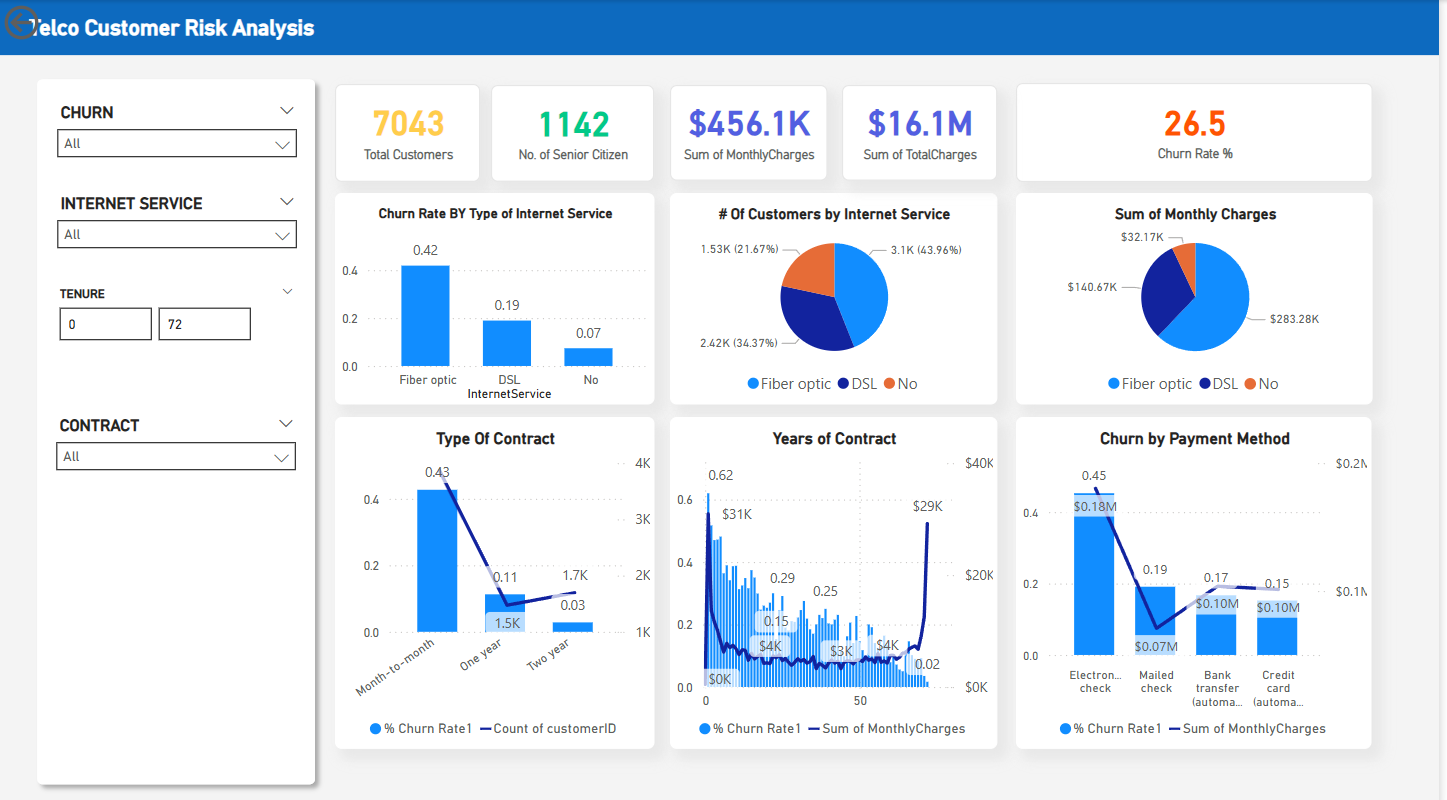 Telco Customer Risk Analysis
CHURN
All
INTERNET SERVICE
All
TENURE
0
72
CONTRACT
All
7043
Total Customers
1142
No. of Senior Citizen
$456.1K
Sum of MonthlyCharges
$16.1M
Sum of TotalCharges
26.5
Churn Rate %
Churn Rate BY Type of Internet Service
0.42
0.4
0.19
0.2
0.07
0.0
Fiber optic
DSL
No
InternetService
# Of Customers by Internet Service
1.53K (21.67%)
3.1K (43.96%)
2.42K (34.37%)
Fiber optic DSL No
Sum of Monthly Charges
$32.17K
$140.67K
$283.28K
Fiber optic DSL No
Type Of Contract
4K
0.43
0.4
3K
0.2
0.11
1.7K
2K
0.03
1.5K
0.0
1K
Month-to-month
One year
Two year
% Churn Rate1 Count of customerID
Years of Contract
$40K
0.62
0.6
$31K
$29K
0.4
0.29
$20K
0.25
0.2
0.15
$4K
$3K
$4K
0.02
$0K
0.0
$0K
0
50
% Churn Rate1 Sum of MonthlyCharges
Churn by Payment Method
0.45
$0.18M
0.4
0.19
0.17
0.15
$0.1
0.2
$0.10M
$0.10M
$0.07M
0.0
Electron...
check
Mailed
check
Bank
transfer
(automa...
Credit
card
(automa...
% Churn Rate1 Sum of MonthlyCharges